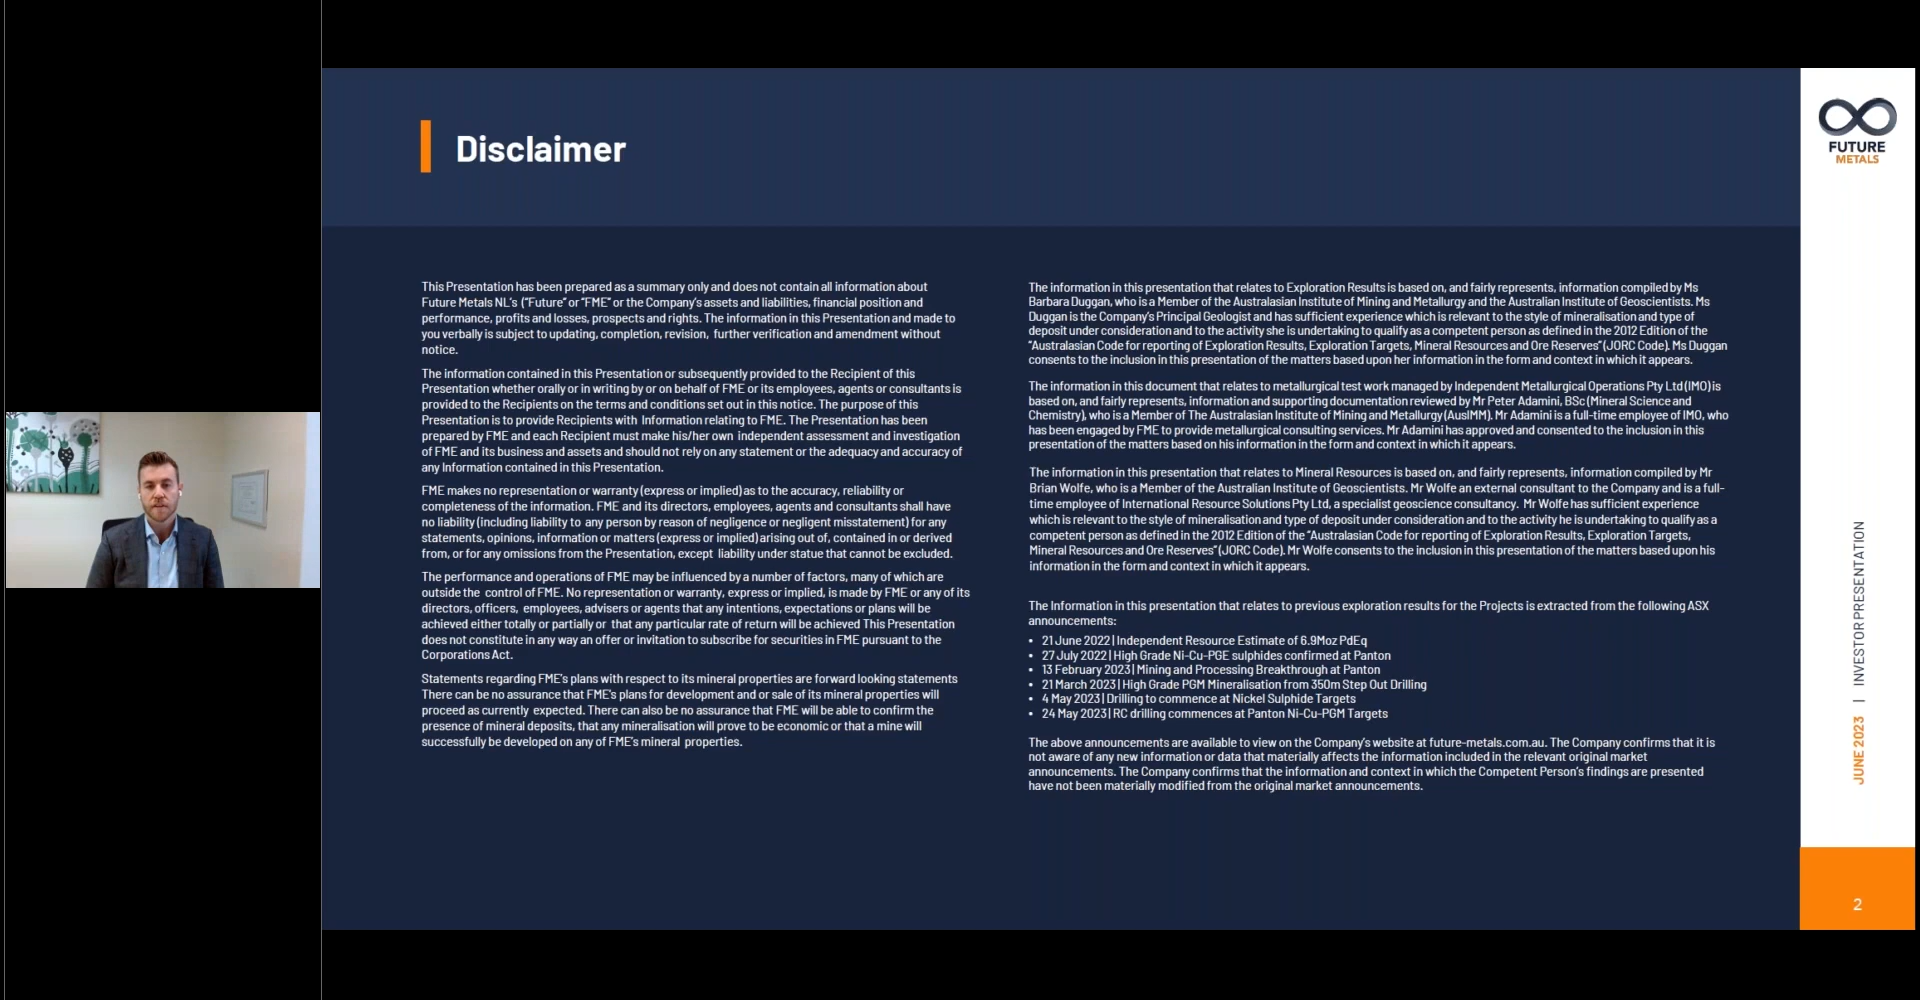 Disclaimer
This Presentation has been prepared as a summary only and does not contain all information about
Future Metals NL's ("Future" or "FME" or the Company's assets and liabilities, financial position and
performance, profits and losses, prospects and rights. The information in this Presentation and made to
you verbally is subject to updating, completion, revision, further verification and amendment without
notice.
The information contained in this Presentation or subsequently provided to the Recipient of this
Presentation whether orally or in writing by or on behalf of FME or its employees, agents or consultants is
provided to the Recipients on the terms and conditions set out in this notice. The purpose of this
Presentation is to provide Recipients with Information relating to FME. The Presentation has been
prepared by FME and each Recipient must make his/her own independent assessment and investigation
of FME and its business and assets and should not rely on any statement or the adequacy and accuracy of
any Information contained in this Presentation.
FME makes no representation or warranty (express or implied) as to the accuracy, reliability or
completeness of the information. FME and its directors, employees, agents and consultants shall have
no liability (including liability to any person by reason of negligence or negligent misstatement) for any
statements, opinions, information or matters (express or implied) arising out of, contained in or derived
from, or for any omissions from the Presentation, except liability under statue that cannot be excluded.
The performance and operations of FME may be influenced by a number of factors, many of which are
outside the control of FME. No representation or warranty, express or implied, is made by FME or any of its
directors, officers, employees, advisers or agents that any intentions, expectations or plans will be
achieved either totally or partially or that any particular rate of return will be achieved This Presentation
does not constitute in any way an offer or invitation to subscribe for securities in FME pursuant to the
Corporations Act.
Statements regarding FME's plans with respect to its mineral properties are forward looking statements
There can be no assurance that FME's plans for development and or sale of its mineral properties will
proceed as currently expected. There can also be no assurance that FME will be able to confirm the
presence of mineral deposits, that any mineralisation will prove to be economic or that a mine will
successfully be developed on any of FME's mineral properties.
The information in this presentation that relates to Exploration Results is based on, and fairly represents, information compiled by Ms
Barbara Duggan, who is a Member of the Australasian Institute of Mining and Metallurgy and the Australian Institute of Geoscientists. Ms
Duggan is the Company's Principal Geologist and has sufficient experience which is relevant to the style of mineralisation and type of
deposit under consideration and to the activity she is undertaking to qualify as a competent person as defined in the 2012 Edition of the
"Australasian Code for reporting of Exploration Results, Exploration Targets, Mineral Resources and Ore Reserves" (JORC Code). Ms Duggan
consents to the inclusion in this presentation of the matters based upon her information in the form and context in which it appears.
The information in this document that relates to metallurgical test work managed by Independent Metallurgical Operations Pty Ltd (IMO) is
based on, and fairly represents, information and supporting documentation reviewed by Mr Peter Adamini, BSc (Mineral Science and
Chemistry), who is a Member of The Australasian Institute of Mining and Metallurgy (AusIMM). Mr Adamini is a full-time employee of IMO, who
has been engaged by FME to provide metallurgical consulting services. Mr Adamini has approved and consented to the inclusion in this
presentation of the matters based on his information in the form and context in which it appears.
The information in this presentation that relates to Mineral Resources is based on, and fairly represents, information compiled by Mr
Brian Wolfe, who is a Member of the Australian Institute of Geoscientists. Mr Wolfe an external consultant to the Company and is a full-
time employee of International Resource Solutions Pty Ltd, a specialist geoscience consultancy. Mr Wolfe has sufficient experience
which is relevant to the style of mineralisation and type of deposit under consideration and to the activity he is undertaking to qualify as a
competent person as defined in the 2012 Edition of the "Australasian Code for reporting of Exploration Results, Exploration Targets,
Mineral Resources and Ore Reserves" (JORC Code). Mr Wolfe consents to the inclusion in this presentation of the matters based upon his
information in the form and context in which it appears.
The Information in this presentation that relates to previous exploration results for the Projects is extracted from the following ASX
announcements:
• 21 June 2022 | Independent Resource Estimate of 6.9Moz PdEq
• 27 July 2022 | High Grade Ni-Cu-PGE sulphides confirmed at Panton
• 13 February 2023 | Mining and Processing Breakthrough at Panton
• 21 March 2023 | High Grade PGM Mineralisation from 350m Step Out Drilling
• 4 May 2023 | Drilling to commence at Nickel Sulphide Targets
• 24 May 2023 | RC drilling commences at Panton Ni-Cu-PGM Targets
The above announcements are available to view on the Company's website at future-metals.com.au. The Company confirms that it is
not aware of any new information or data that materially affects the information included in the relevant original market
announcements. The Company confirms that the information and context in which the Competent Person's findings are presented
have not been materially modified from the original market announcements.
FUTURE
METALS
JUNE 2023 | INVESTOR PRESENTATION
2